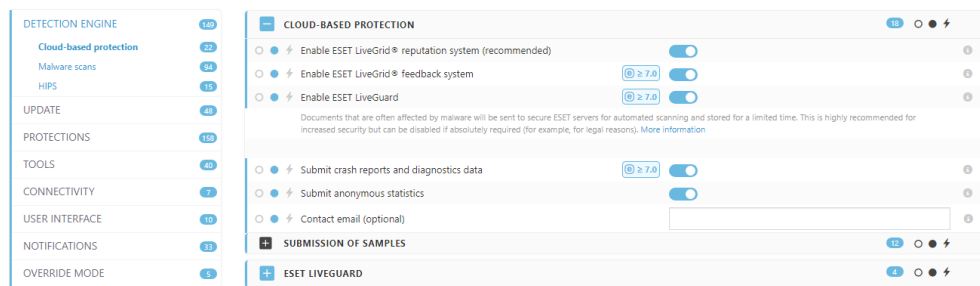 DETECTION ENGINE 149
Cloud-based protection 22
Malware scans 94
HIPS 15
UPDATE 48
PROTECTIONS 158
TOOLS 40
CONNECTIVITY 7
USER INTERFACE 10
NOTIFICATIONS 33
OVERRIDE MODE 5
CLOUD-BASED PROTECTION 18
Enable ESET LiveGrid® reputation system (recommended)
Enable ESET LiveGrid® feedback system ≥ 7.0
Enable ESET LiveGuard ≥ 7.0
Documents that are often affected by malware will be sent to secure ESET servers for automated scanning and stored for a limited time. This is highly recommended for
increased security but can be disabled if absolutely required (for example, for legal reasons). More information
Submit crash reports and diagnostics data ≥ 7.0
Submit anonymous statistics
Contact email (optional)
SUBMISSION OF SAMPLES 12
ESET LIVEGUARD 4